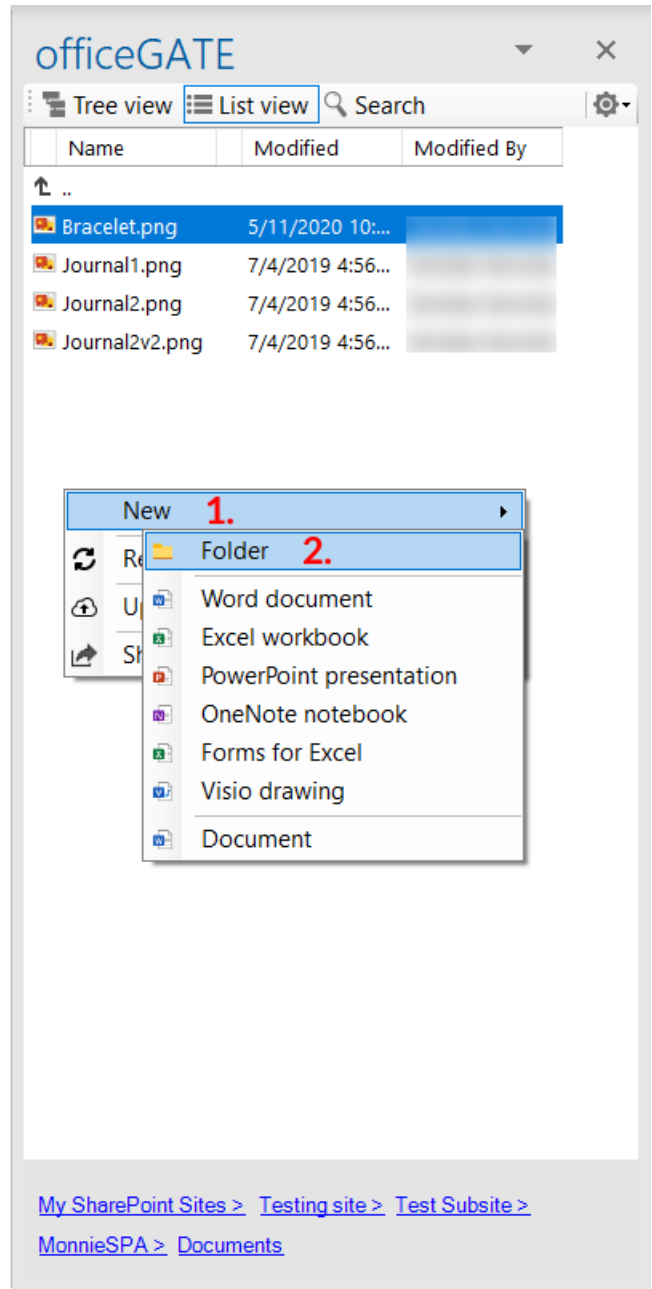 officeGATE
Tree view List view Search
Name Modified Modified By
..
Bracelet.png 5/11/2020 10:...
Journal1.png 7/4/2019 4:56...
Journal2.png 7/4/2019 4:56...
Journal2v2.png 7/4/2019 4:56...
New 1.
Folder 2.
Word document
Excel workbook
PowerPoint presentation
OneNote notebook
Forms for Excel
Visio drawing
Document
My SharePoint Sites > Testing site > Test Subsite >
MonnieSPA > Documents